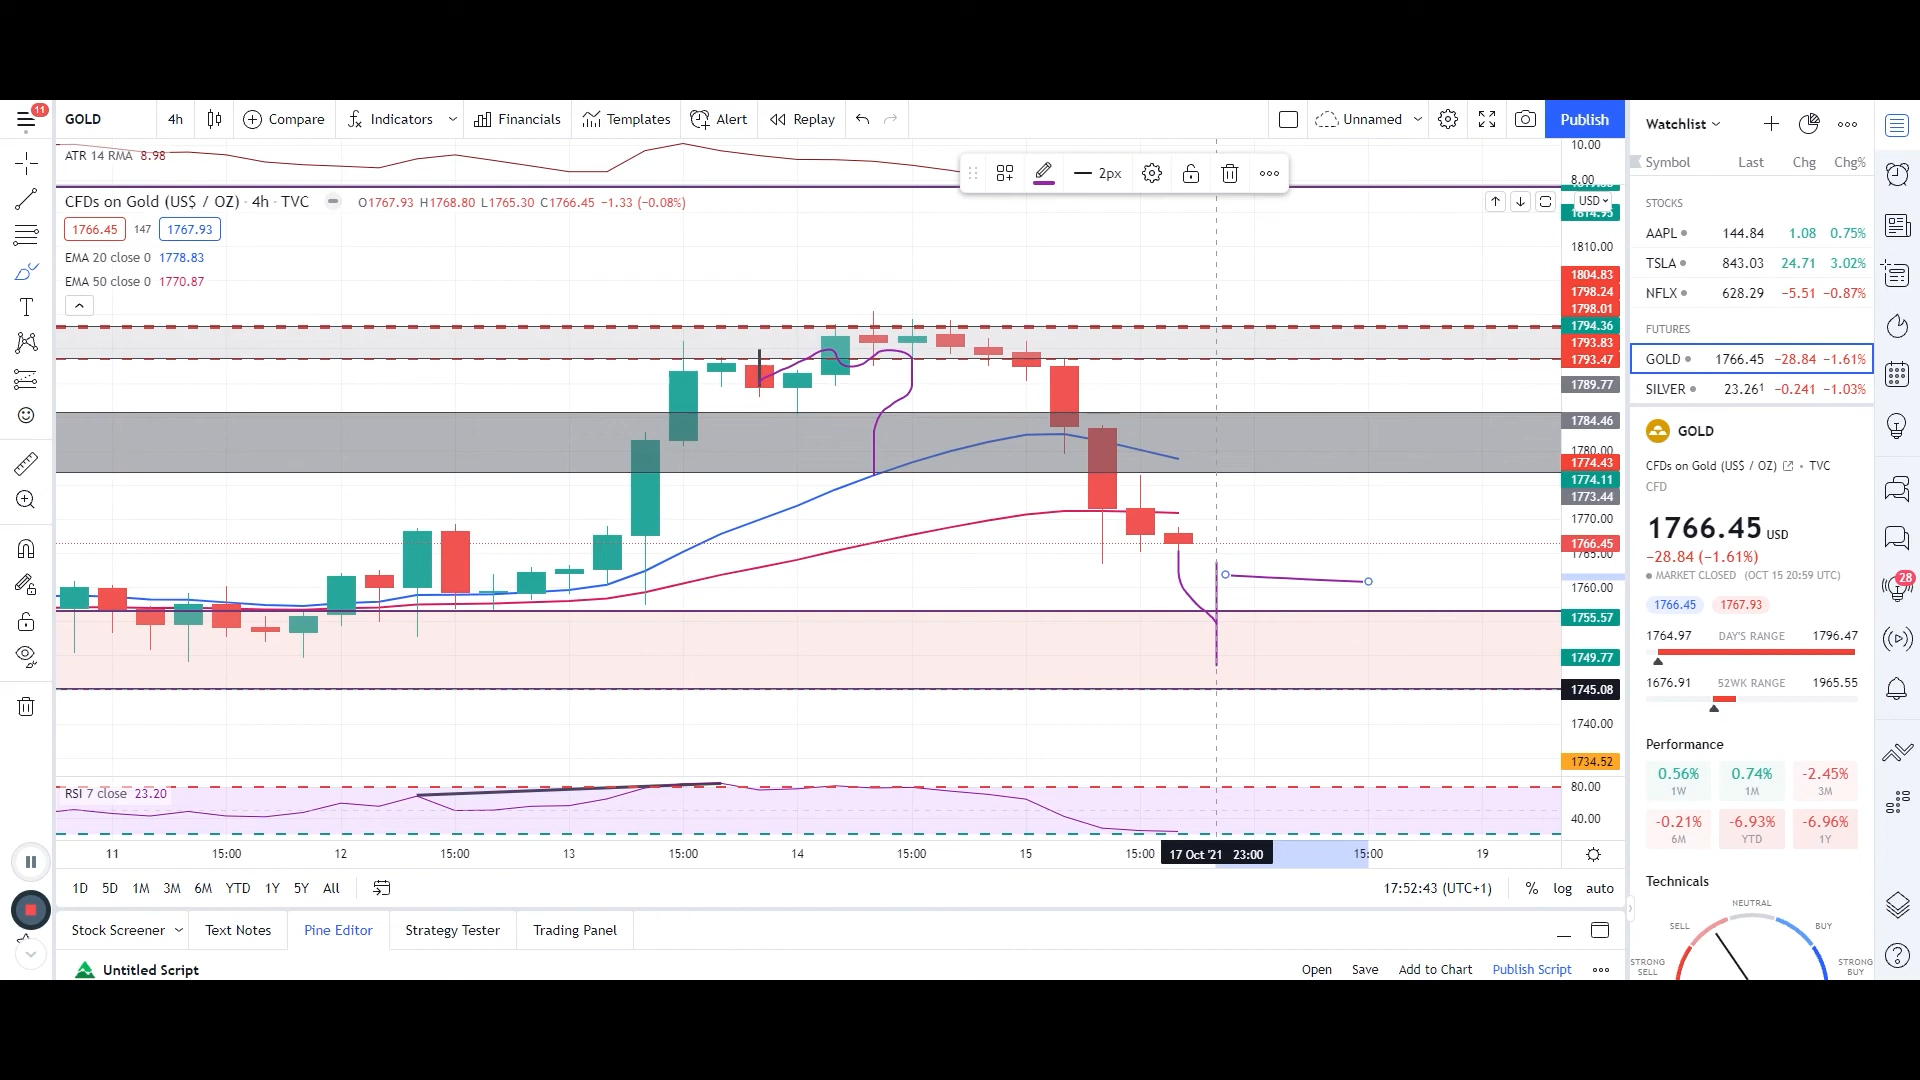 11
GOLD 4h Compare Indicators Financials Templates Alert Replay Unnamed Publish
Watchlist
ATR 14 RMA 8.98
10.00
8.00
2px
Symbol Last Chg Chg%
CFDs on Gold (US$ / OZ) · 4h · TVC O1767.93 H1768.80 L1765.30 C1766.45 −1.33 (−0.08%)
USD
1766.45 147 1767.93
EMA 20 close 0 1778.83
EMA 50 close 0 1770.87
1814.95
1810.00
1804.83
1798.24
1798.01
1794.36
1793.83
1793.47
1789.77
1784.46
1780.00
1774.43
1774.11
1773.44
1770.00
1766.45
1765.00
1760.00
1755.57
1749.77
1745.08
1740.00
1734.52
RSI 7 close 23.20
80.00
40.00
11 15:00 12 15:00 13 15:00 14 15:00 15 15:00 17 Oct '21 23:00 15:00 19
1D 5D 1M 3M 6M YTD 1Y 5Y All
17:52:43 (UTC+1) % log auto
Stock Screener Text Notes Pine Editor Strategy Tester Trading Panel
Untitled Script
Open Save Add to Chart Publish Script
STOCKS
AAPL 144.84 1.08 0.75%
TSLA 843.03 24.71 3.02%
NFLX 628.29 −5.51 −0.87%
FUTURES
GOLD 1766.45 −28.84 −1.61%
SILVER 23.26¹ −0.241 −1.03%
GOLD
CFDs on Gold (US$ / OZ) • TVC
CFD
1766.45 USD
−28.84 (−1.61%)
MARKET CLOSED (OCT 15 20:59 UTC)
1766.45 1767.93
1764.97 DAY'S RANGE 1796.47
1676.91 52WK RANGE 1965.55
Performance
0.56% 0.74% -2.45%
1W 1M 3M
-0.21% -6.93% -6.96%
6M YTD 1Y
Technicals
NEUTRAL
SELL BUY
STRONG SELL STRONG BUY
28